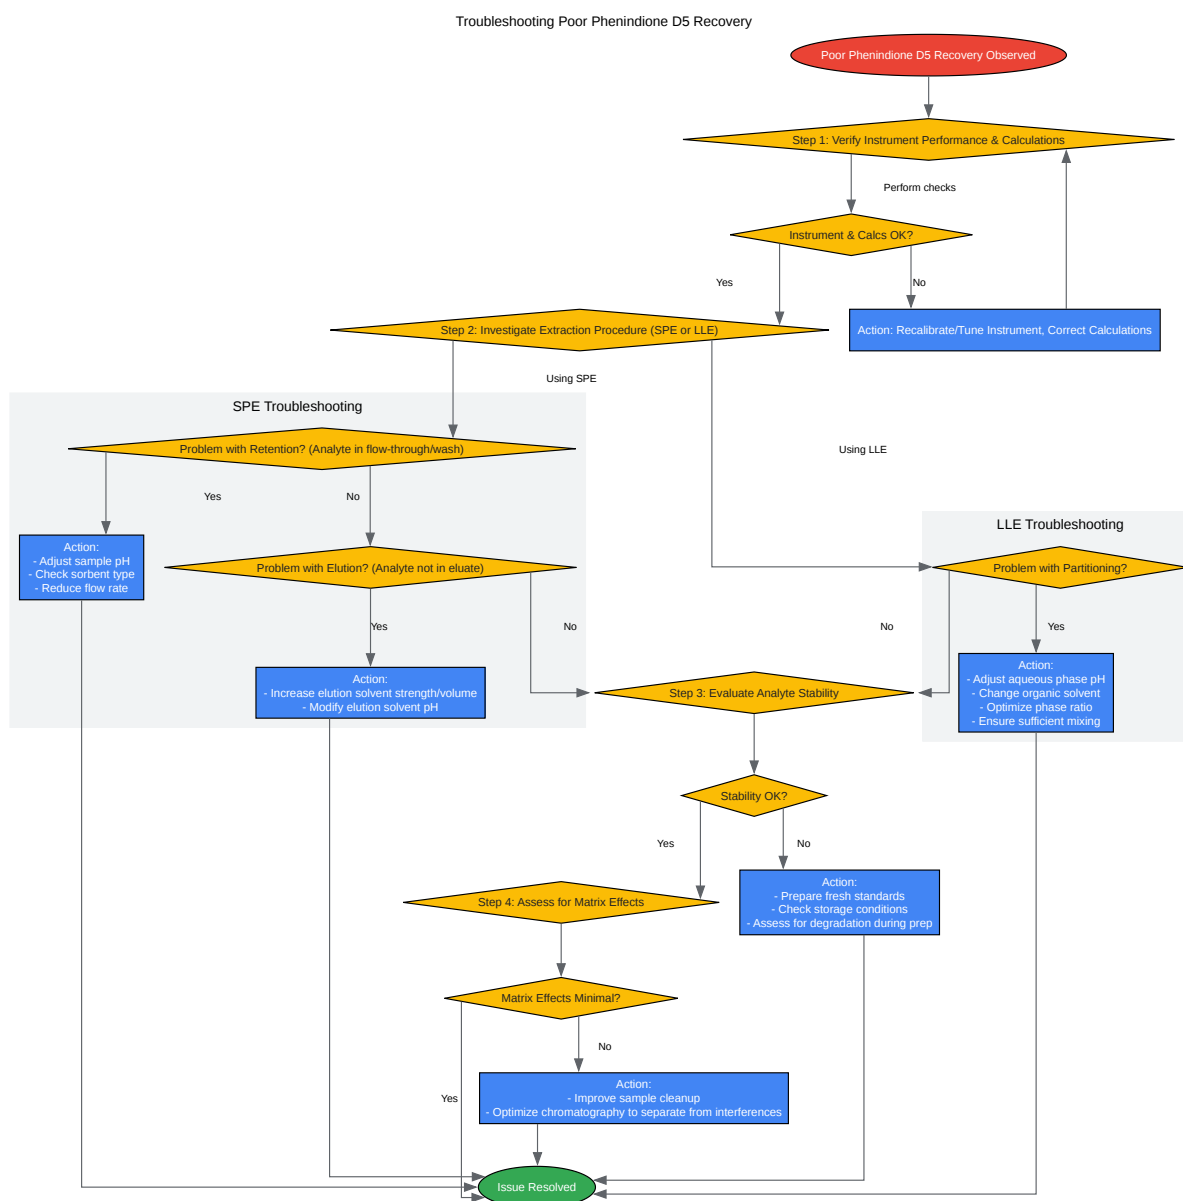 Troubleshooting Poor Phenindione D5 Recovery
Poor Phenindione D5 Recovery Observed
Step 1: Verify Instrument Performance & Calculations
Perform checks
Instrument & Calcs OK?
Yes
No
Step 2: Investigate Extraction Procedure (SPE or LLE)
Action: Recalibrate/Tune Instrument, Correct Calculations
Using SPE
Using LLE
SPE Troubleshooting
Problem with Retention? (Analyte in flow-through/wash)
Yes
No
Action:
- Adjust sample pH
- Check sorbent type
- Reduce flow rate
Problem with Elution? (Analyte not in eluate)
Yes
No
Action:
- Increase elution solvent strength/volume
- Modify elution solvent pH
LLE Troubleshooting
Problem with Partitioning?
No
Yes
Action:
- Adjust aqueous phase pH
- Change organic solvent
- Optimize phase ratio
- Ensure sufficient mixing
Step 3: Evaluate Analyte Stability
Stability OK?
Yes
No
Step 4: Assess for Matrix Effects
Action:
- Prepare fresh standards
- Check storage conditions
- Assess for degradation during prep
Matrix Effects Minimal?
No
Yes
Action:
- Improve sample cleanup
- Optimize chromatography to separate from interferences
Issue Resolved